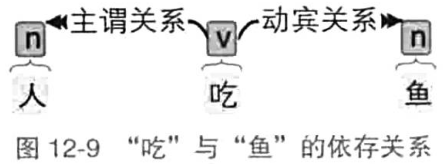 n 主谓关系 v 动宾关系 n
人 吃 鱼
图 12-9 “吃”与“鱼”的依存关系